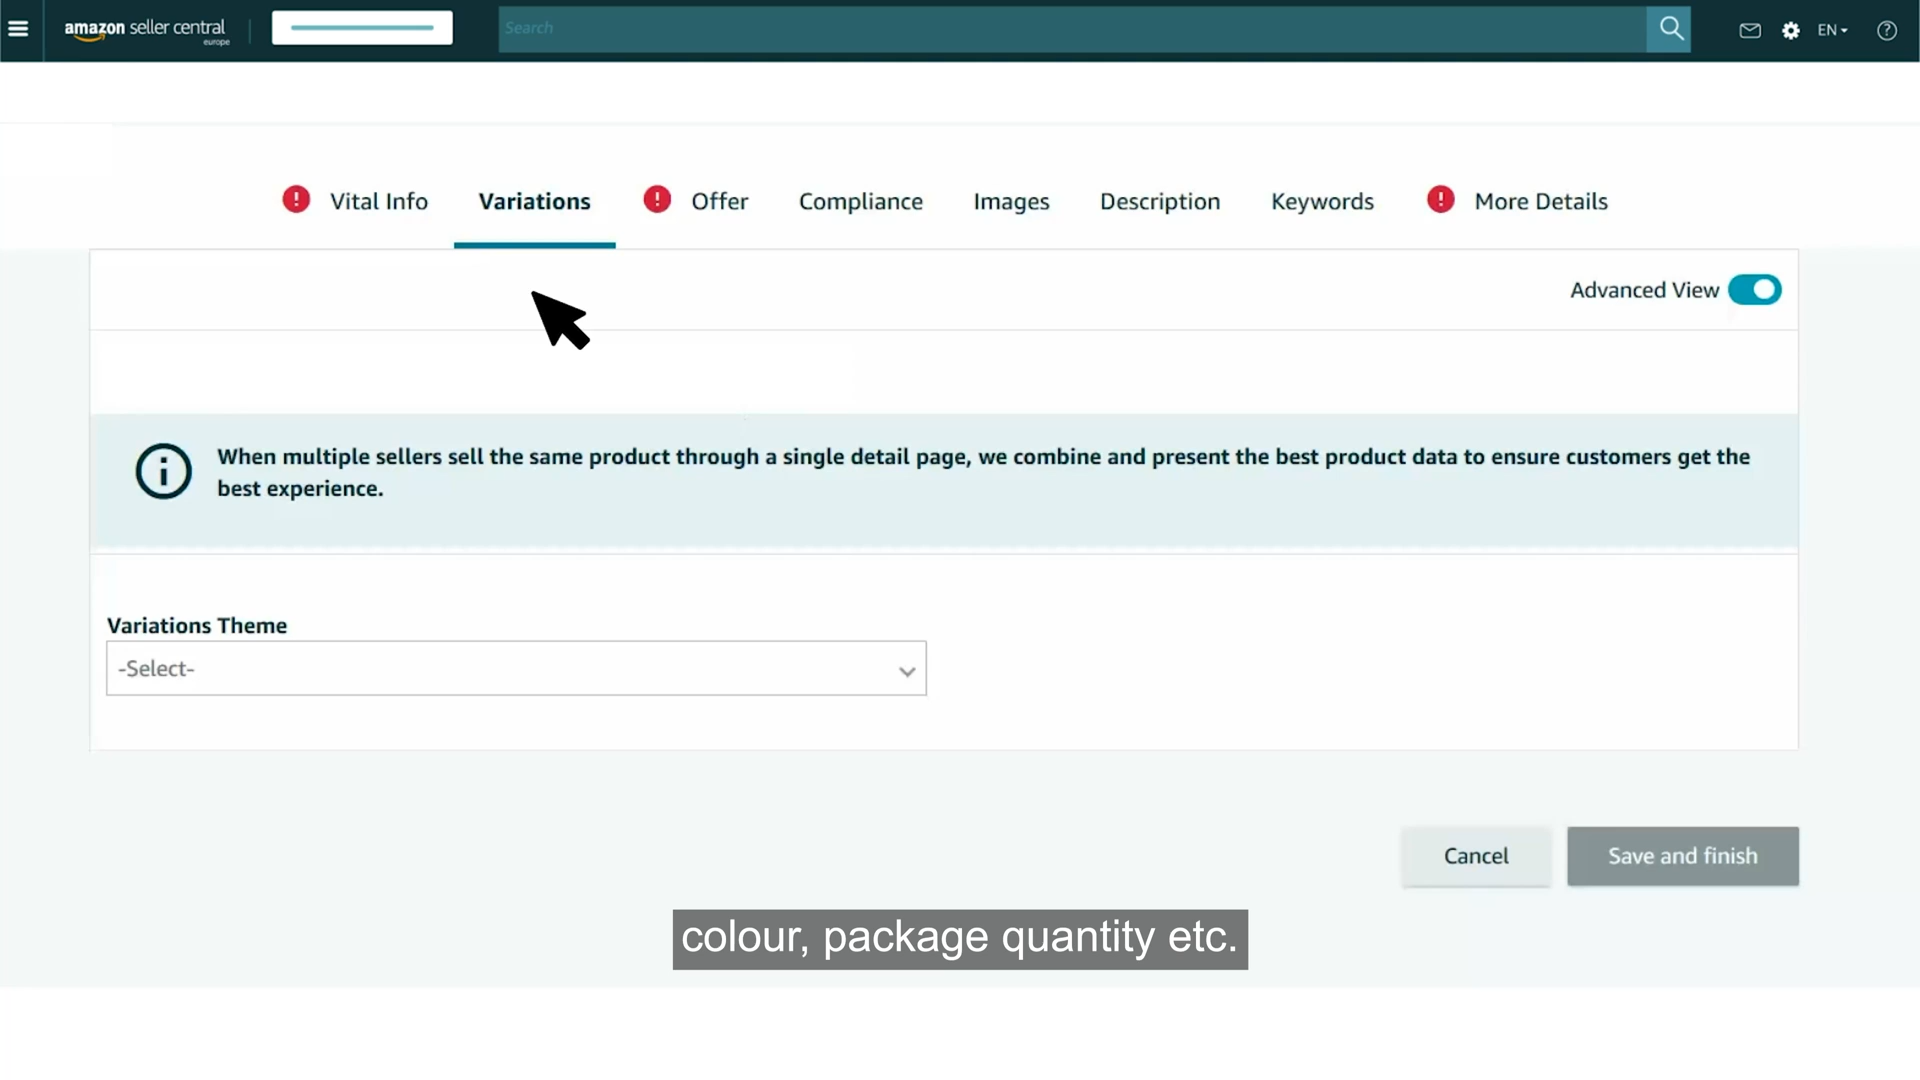 amazon seller central
europe
Search
EN
Vital Info
Variations
Offer
Compliance
Images
Description
Keywords
More Details
Advanced View
When multiple sellers sell the same product through a single detail page, we combine and present the best product data to ensure customers get the
best experience.
Variations Theme
-Select-
Cancel
Save and finish
colour, package quantity etc.